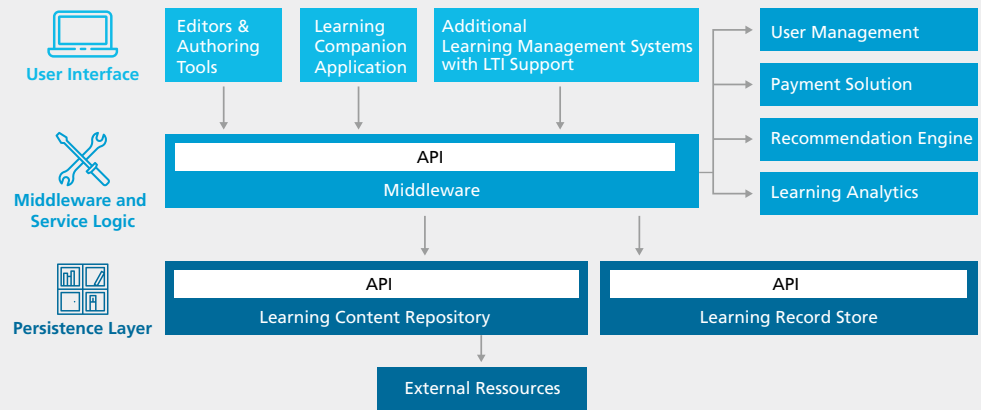 User Interface
Editors &
Authoring
Tools
Learning
Companion
Application
Additional
Learning Management Systems
with LTI Support
User Management
Payment Solution
Recommendation Engine
Learning Analytics
Middleware and
Service Logic
API
Middleware
Persistence Layer
API
Learning Content Repository
API
Learning Record Store
External Ressources